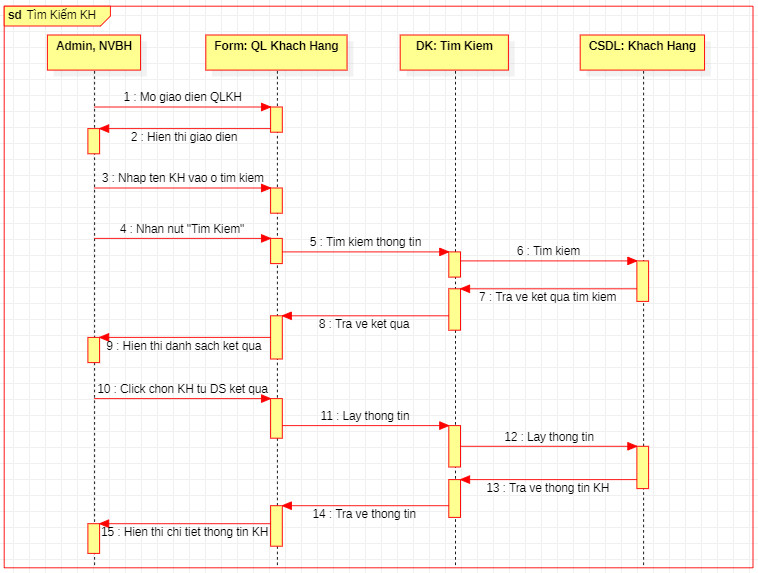 sd Tìm Kiếm KH
Admin, NVBH
Form: QL Khach Hang
DK: Tim Kiem
CSDL: Khach Hang
1 : Mo giao dien QLKH
2 : Hien thi giao dien
3 : Nhap ten KH vao o tim kiem
4 : Nhan nut "Tim Kiem"
5 : Tim kiem thong tin
6 : Tim kiem
7 : Tra ve ket qua tim kiem
8 : Tra ve ket qua
9 : Hien thi danh sach ket qua
10 : Click chon KH tu DS ket qua
11 : Lay thong tin
12 : Lay thong tin
13 : Tra ve thong tin KH
14 : Tra ve thong tin
15 : Hien thi chi tiet thong tin KH